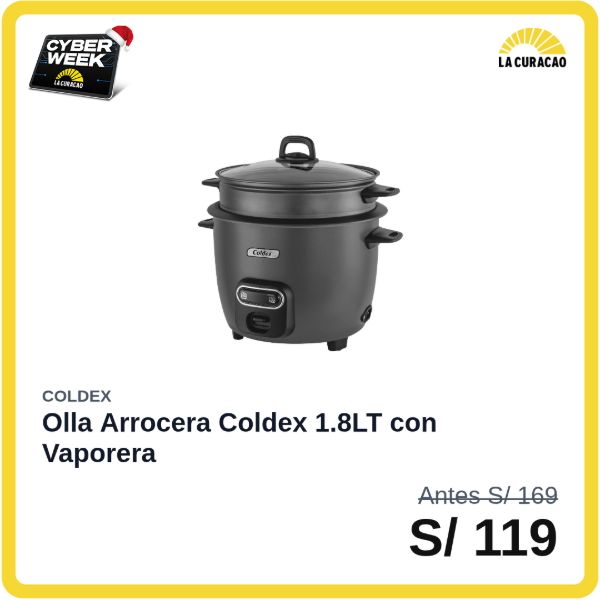 CYBER
WEEK
LA CURACAO
LA CURACAO
Coldex
COLDEX
Olla Arrocera Coldex 1.8LT con
Vaporera
Antes S/ 169
S/ 119